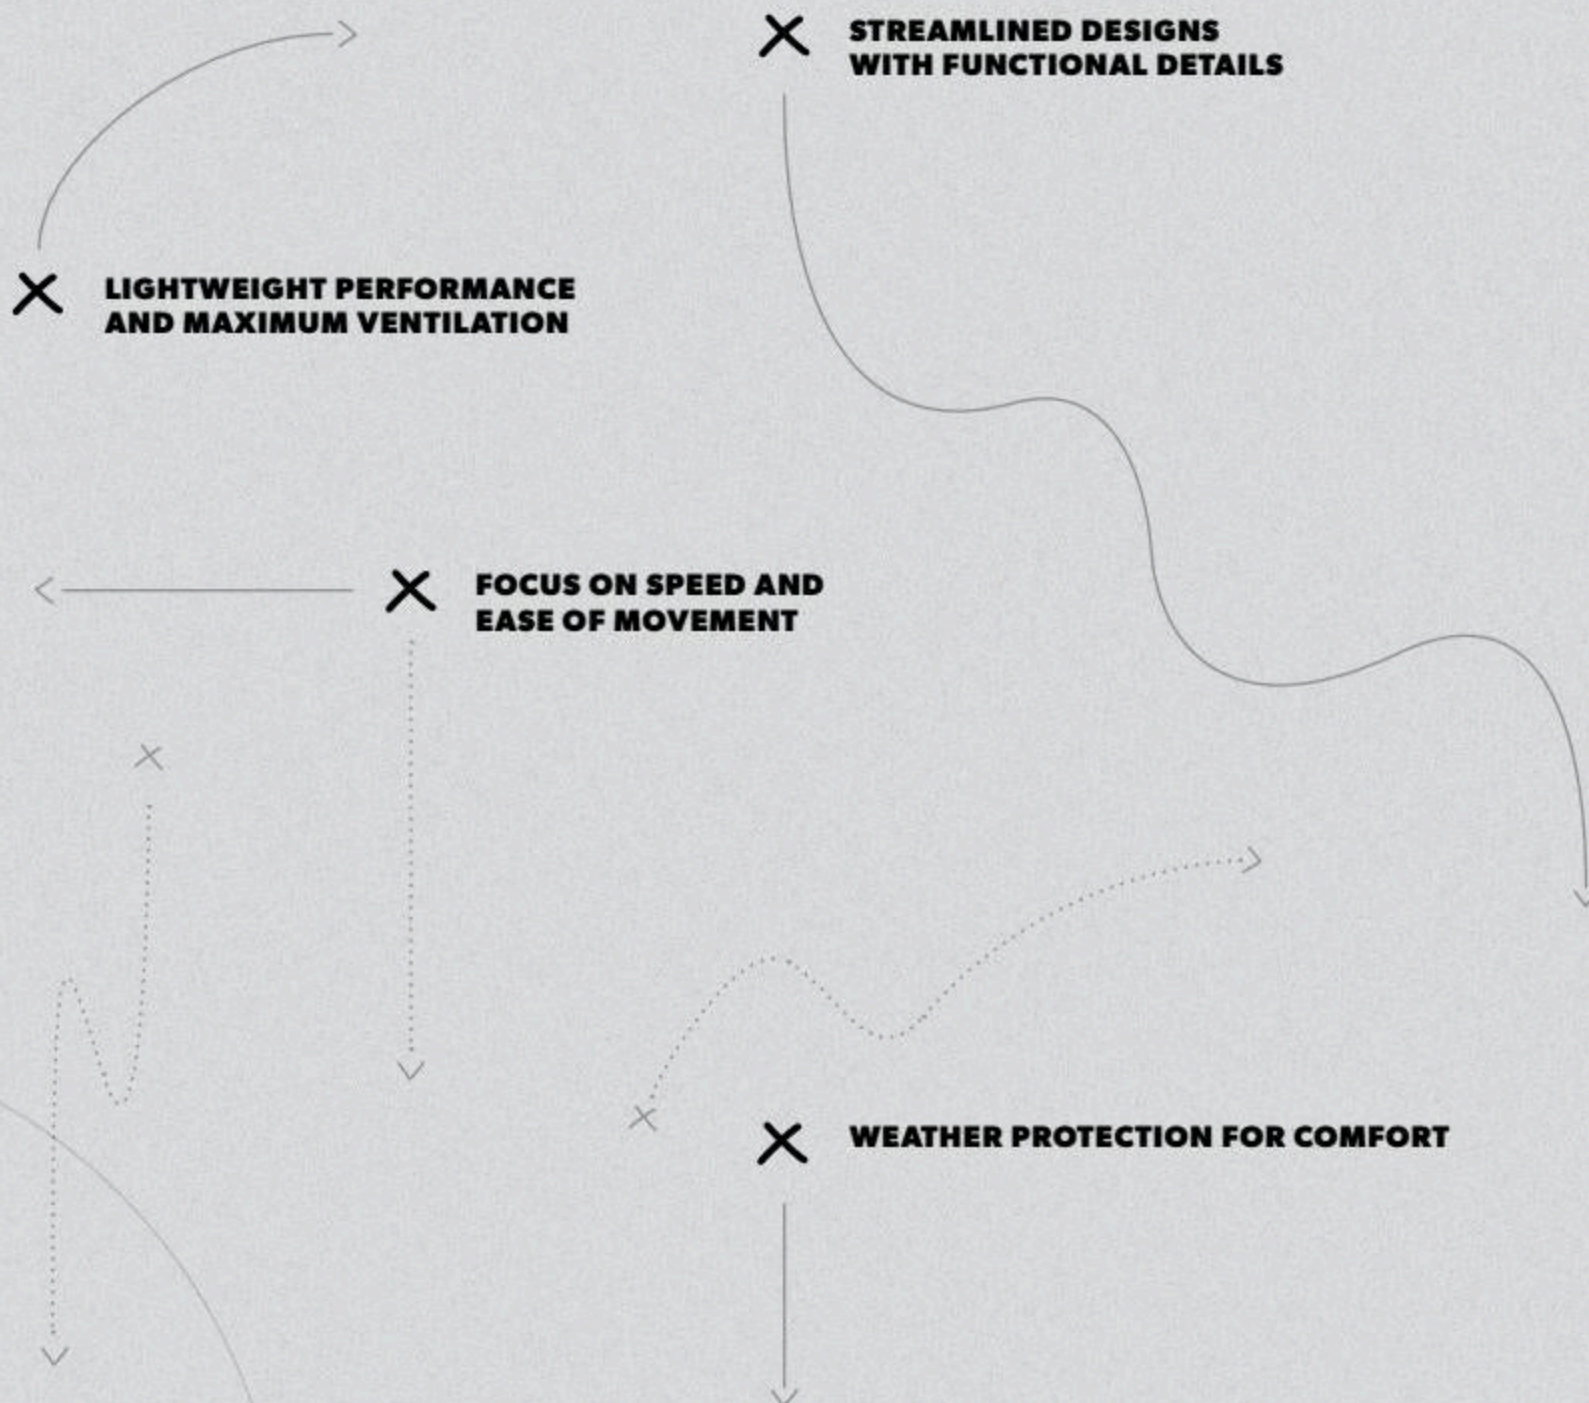 STREAMLINED DESIGNS
WITH FUNCTIONAL DETAILS
LIGHTWEIGHT PERFORMANCE
AND MAXIMUM VENTILATION
FOCUS ON SPEED AND
EASE OF MOVEMENT
WEATHER PROTECTION FOR COMFORT